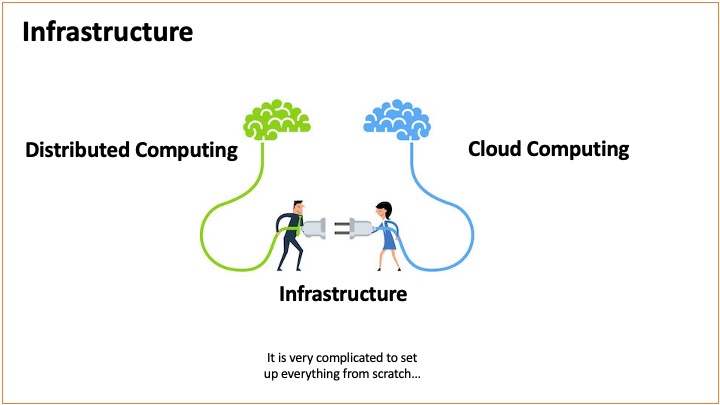 Infrastructure
Distributed Computing
Cloud Computing
Infrastructure
It is very complicated to set
up everything from scratch...